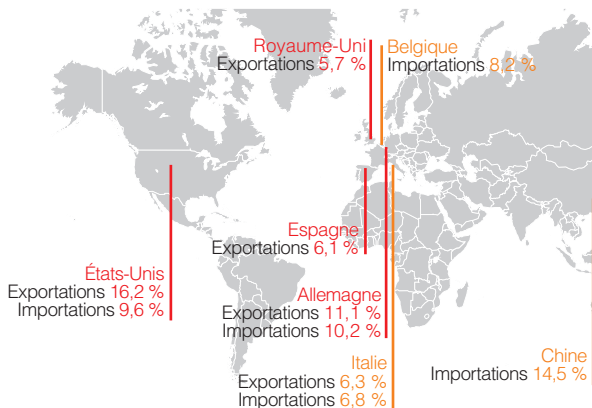 Royaume-Uni
Exportations 5,7 %
Belgique
Importations 8,2 %
Espagne
Exportations 6,1 %
États-Unis
Exportations 16,2 %
Importations 9,6 %
Allemagne
Exportations 11,1 %
Importations 10,2 %
Italie
Exportations 6,3 %
Importations 6,8 %
Chine
Importations 14,5 %